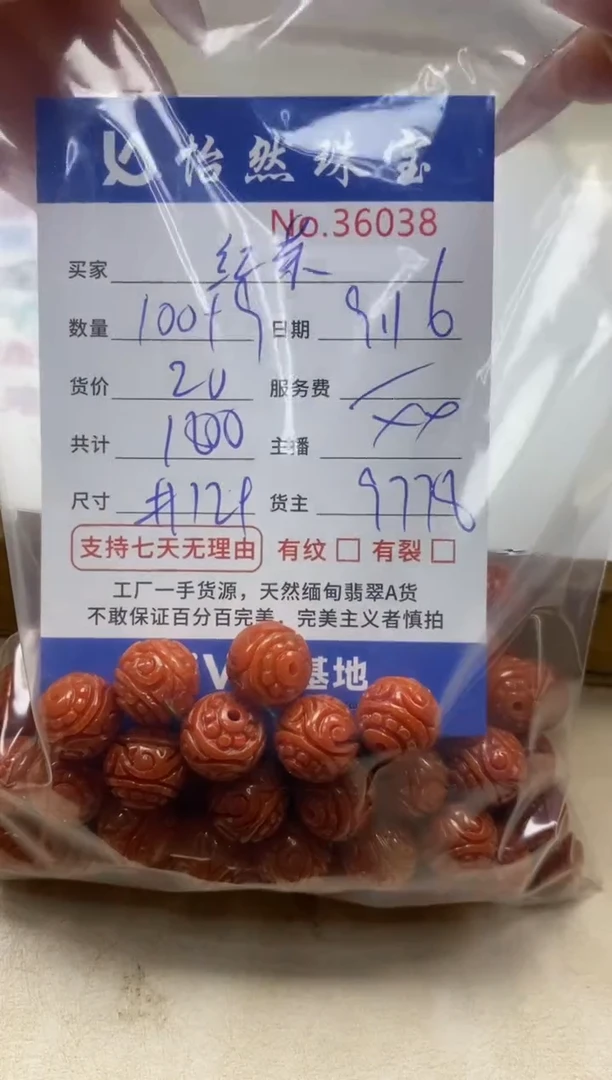 怡然珠宝
No.36038
买家
数量 100+ 日期 9.16
货价 20 服务费
共计 主播
尺寸 货主
支持七天无理由 有纹 □ 有裂 □
工厂一手货源，天然缅甸翡翠A货
不敢保证百分百完美，完美主义者慎拍
基地